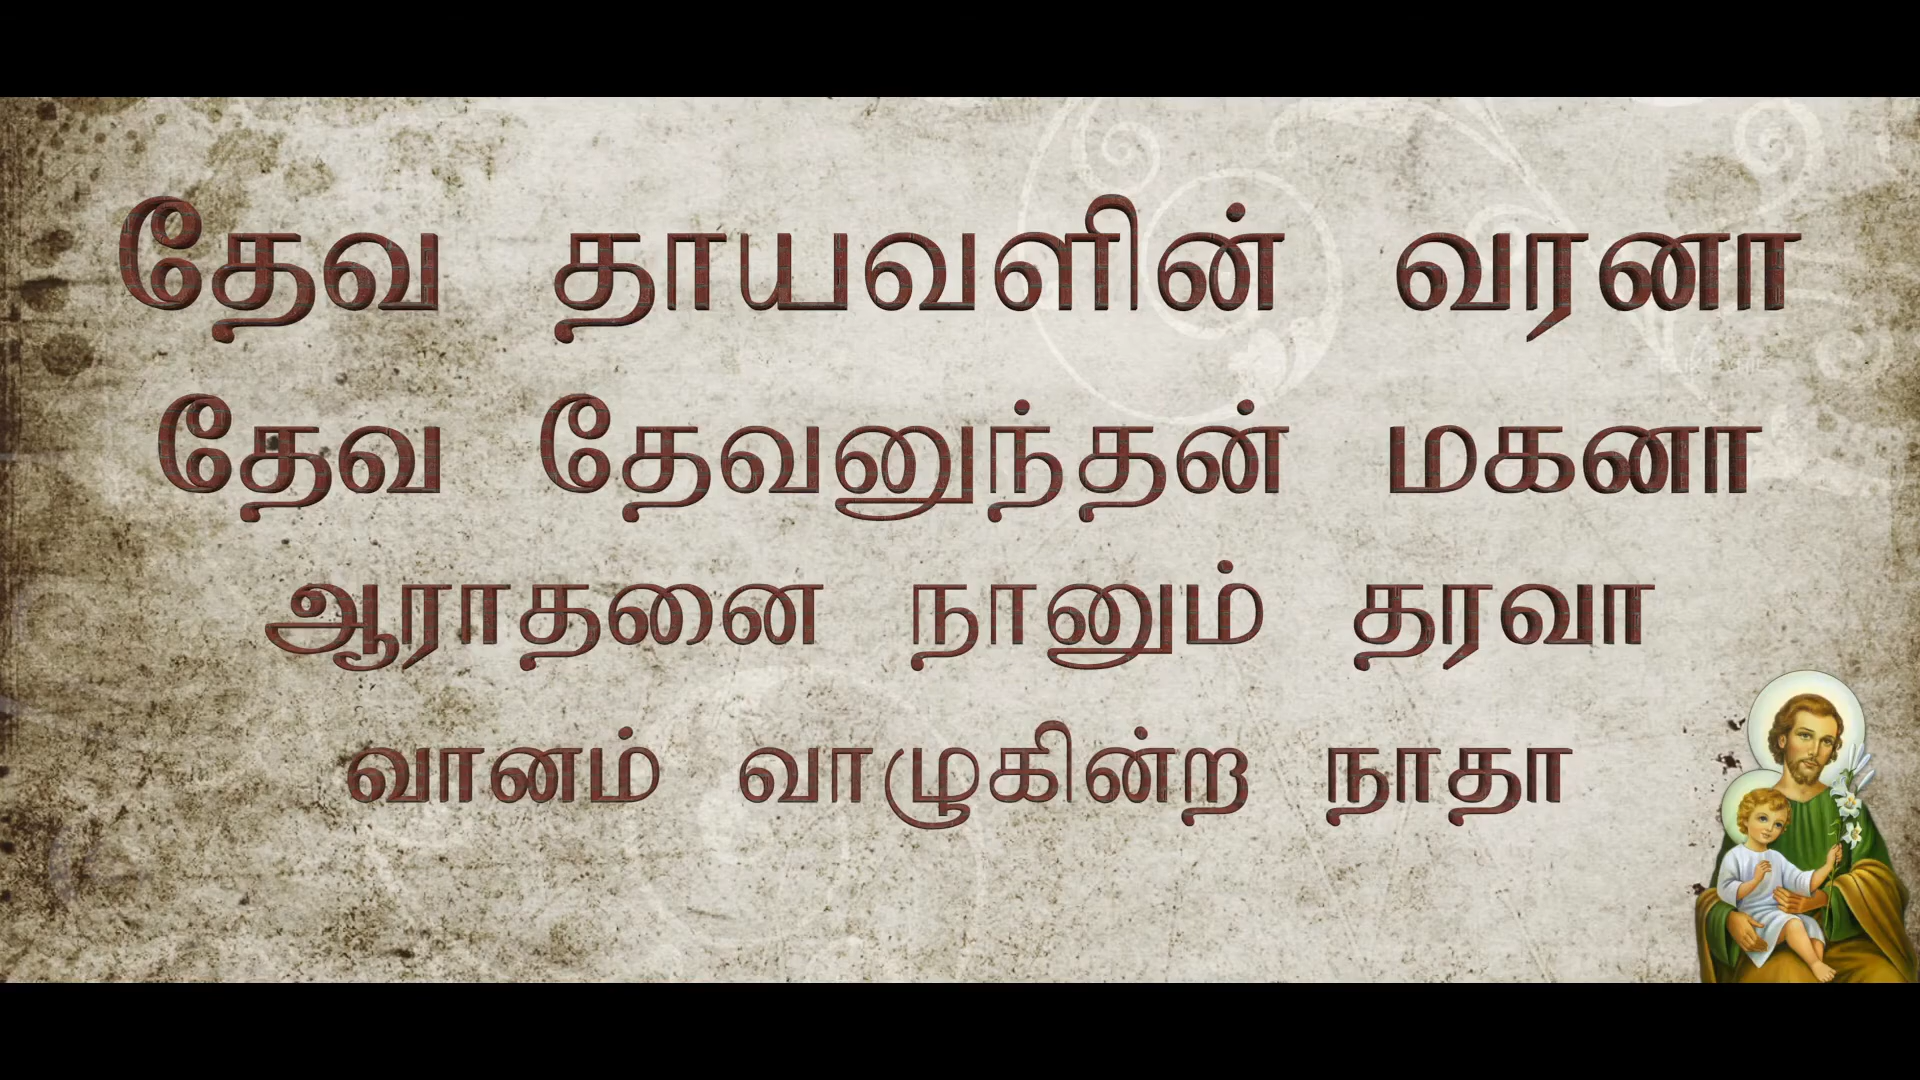 தேவ தாயவளின் வரனா
தேவ தேவனுந்தன் மகனா
ஆராதனை நானும் தரவா
வானம் வாழுகின்ற நாதா